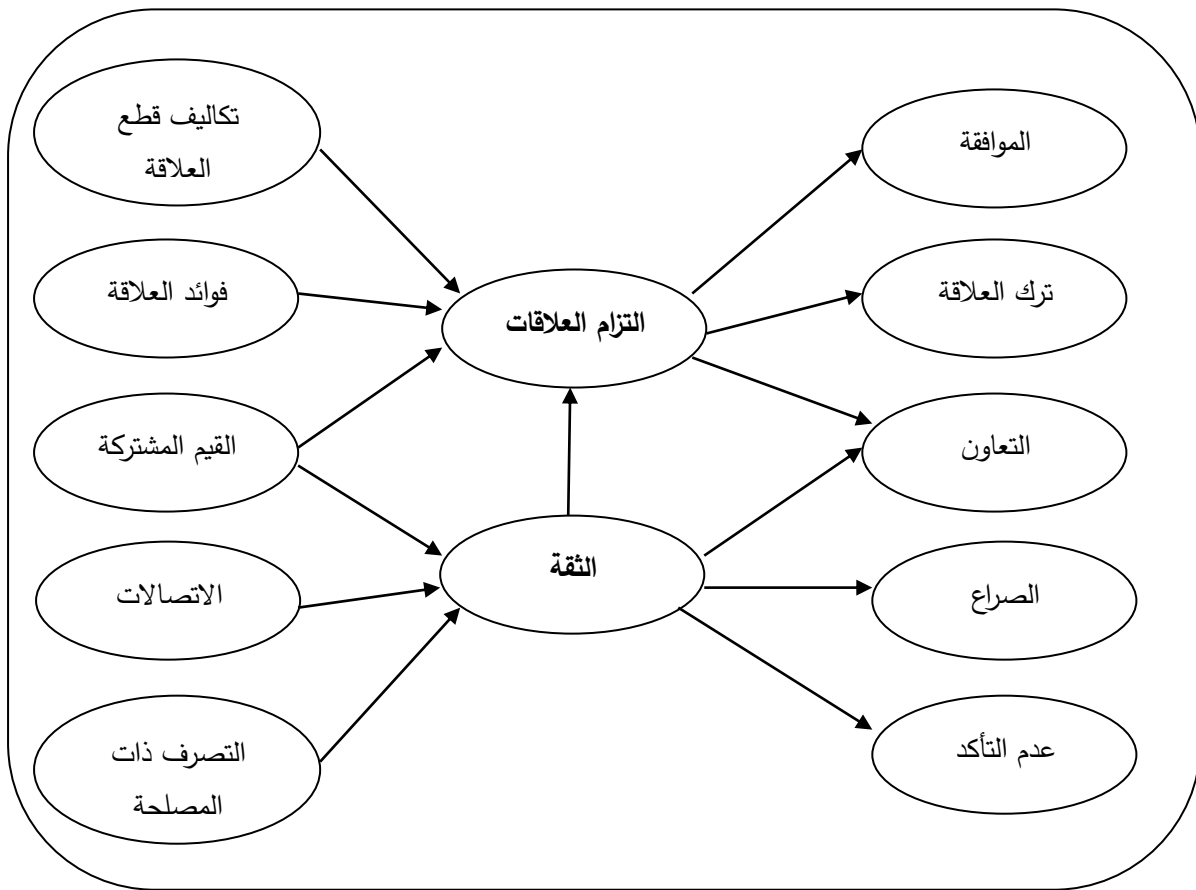 تكاليف قطع
العلاقة
الموافقة
فوائد العلاقة
التزام العلاقات
ترك العلاقة
القيم المشتركة
التعاون
الاتصالات
الثقة
الصراع
التصرف ذات
المصلحة
عدم التأكد